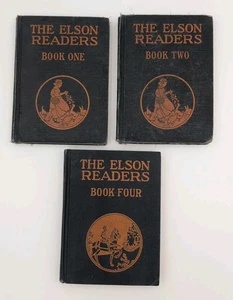 THE ELSON
READERS
BOOK ONE
THE ELSON
READERS
BOOK TWO
THE ELSON
READERS
BOOK FOUR